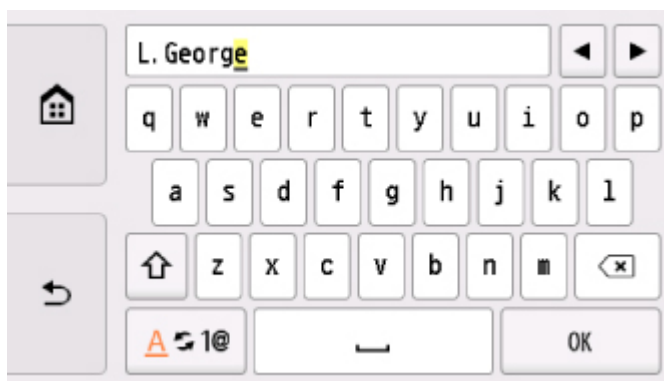 L. George
q w e r t y u i o p
a s d f g h j k l
z x c v b n m
A 1@ OK